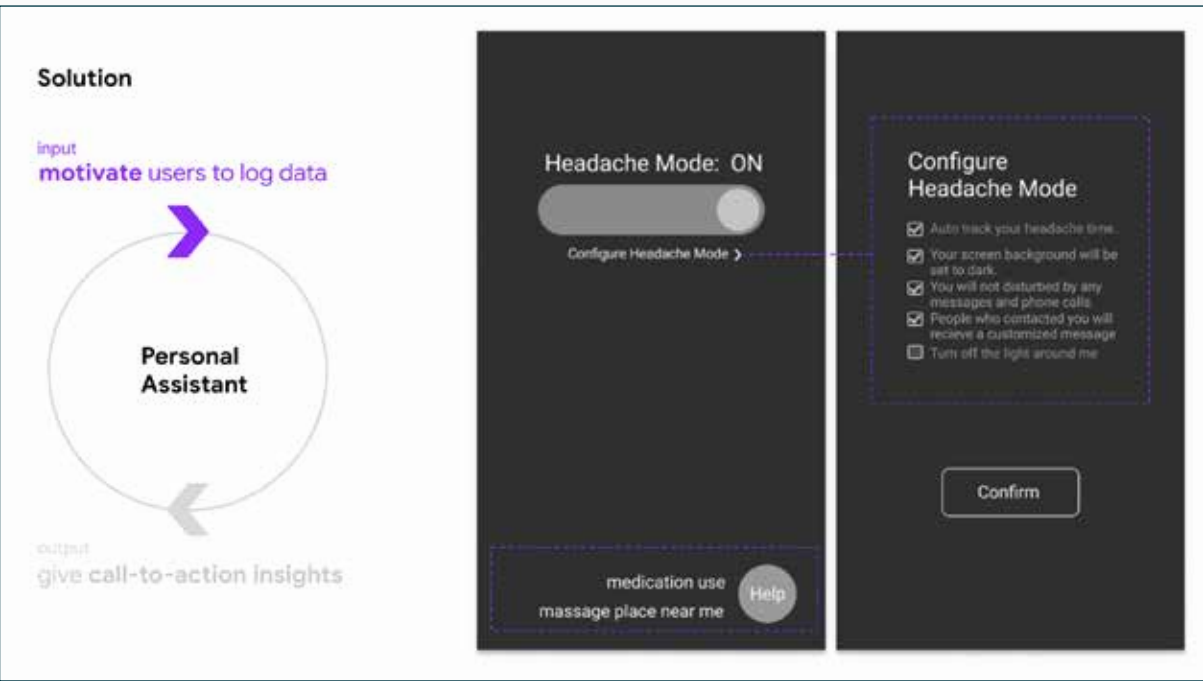 Solution
input
motivate users to log data
Personal
Assistant
output
give call-to-action insights
Headache Mode: ON
Configure Headache Mode ❯
medication use
massage place near me
Help
Configure
Headache Mode
Auto track your headache time.
Your screen background will be
set to dark.
You will not disturbed by any
messages and phone calls.
People who contacted you will
recieve a customized message
Turn off the light around me
Confirm